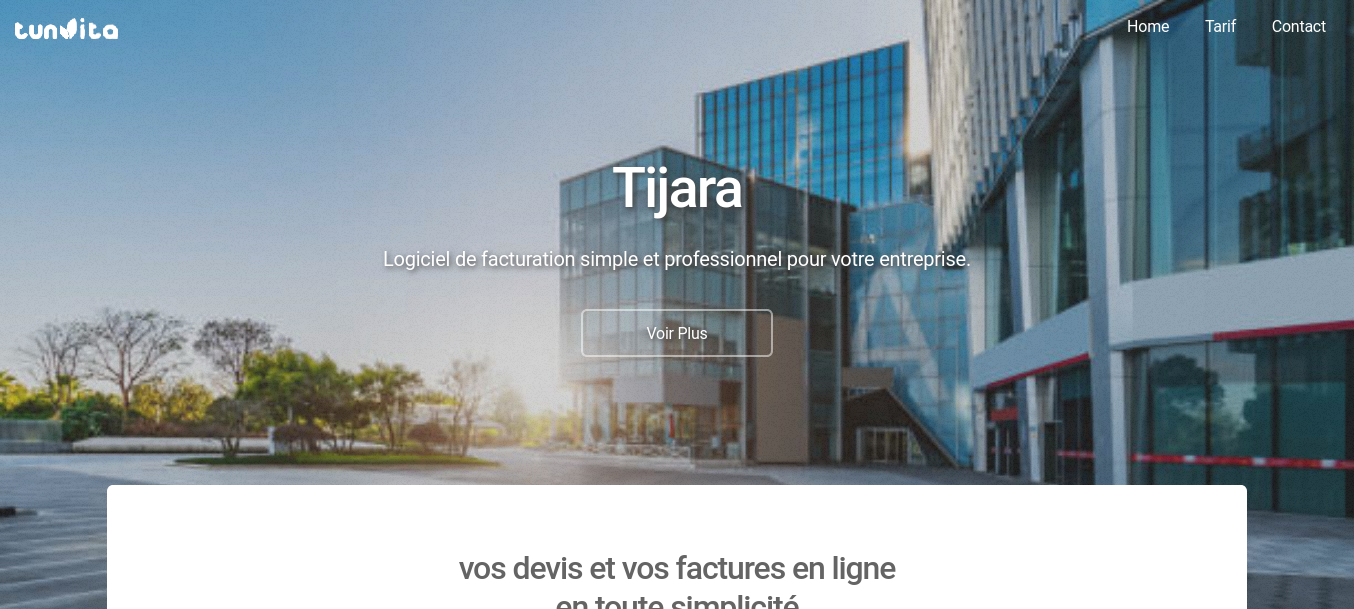 tunvita
Home Tarif Contact
Tijara
Logiciel de facturation simple et professionnel pour votre entreprise.
Voir Plus
vos devis et vos factures en ligne
en toute simplicité